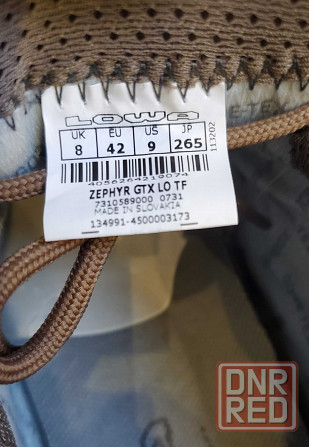 LOWA
UK EU US JP
8 42 9 265
113202
4056284219074
ZEPHYR GTX LO TF
7310589000 0731
MADE IN SLOVAKIA
134991-4500003173
DNR
RED